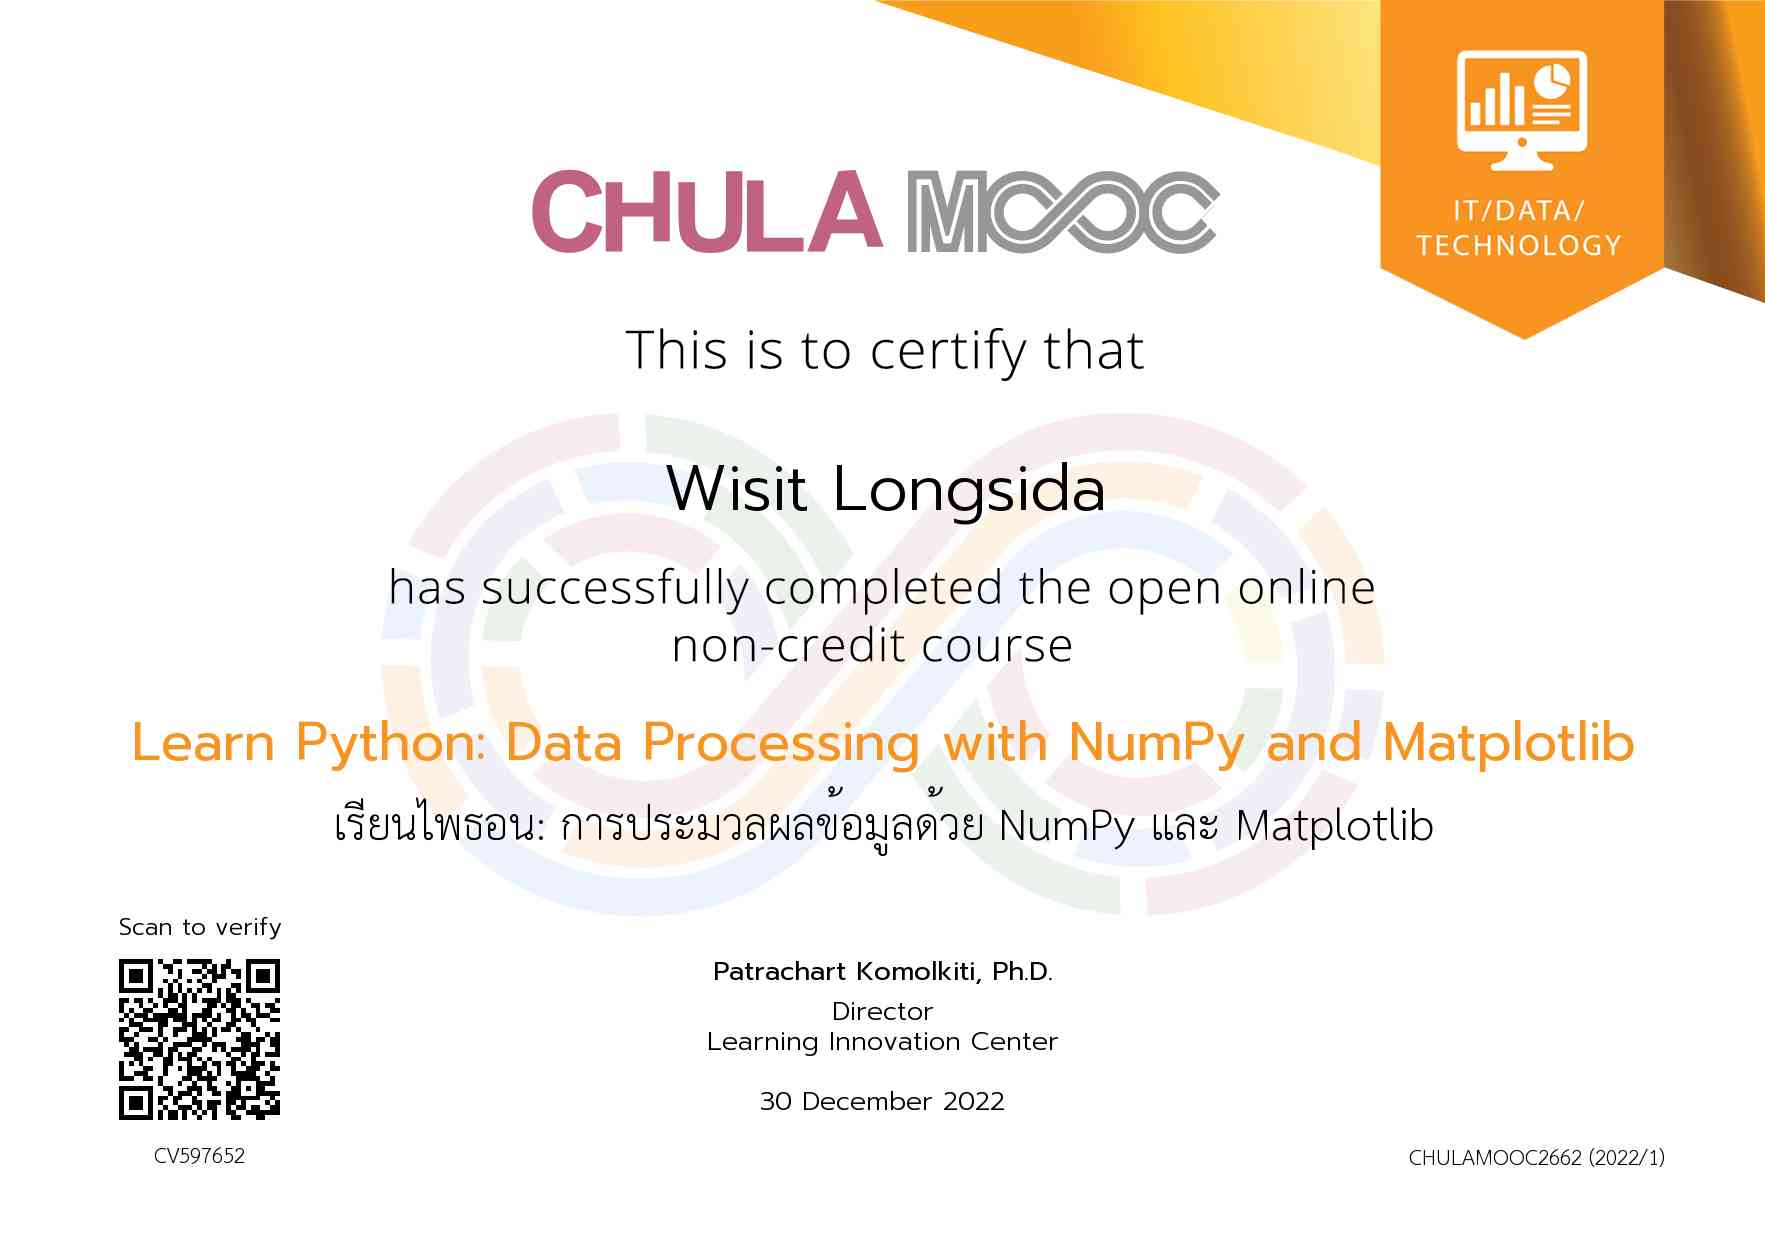 IT/DATA/
TECHNOLOGY
CHULA MOOC
This is to certify that
Wisit Longsida
has successfully completed the open online
non-credit course
Learn Python: Data Processing with NumPy and Matplotlib
เรียนไพธอน: การประมวลผลข้อมูลด้วย NumPy และ Matplotlib
Scan to verify
CV597652
Patrachart Komolkiti, Ph.D.
Director
Learning Innovation Center
30 December 2022
CHULAMOOC2662 (2022/1)